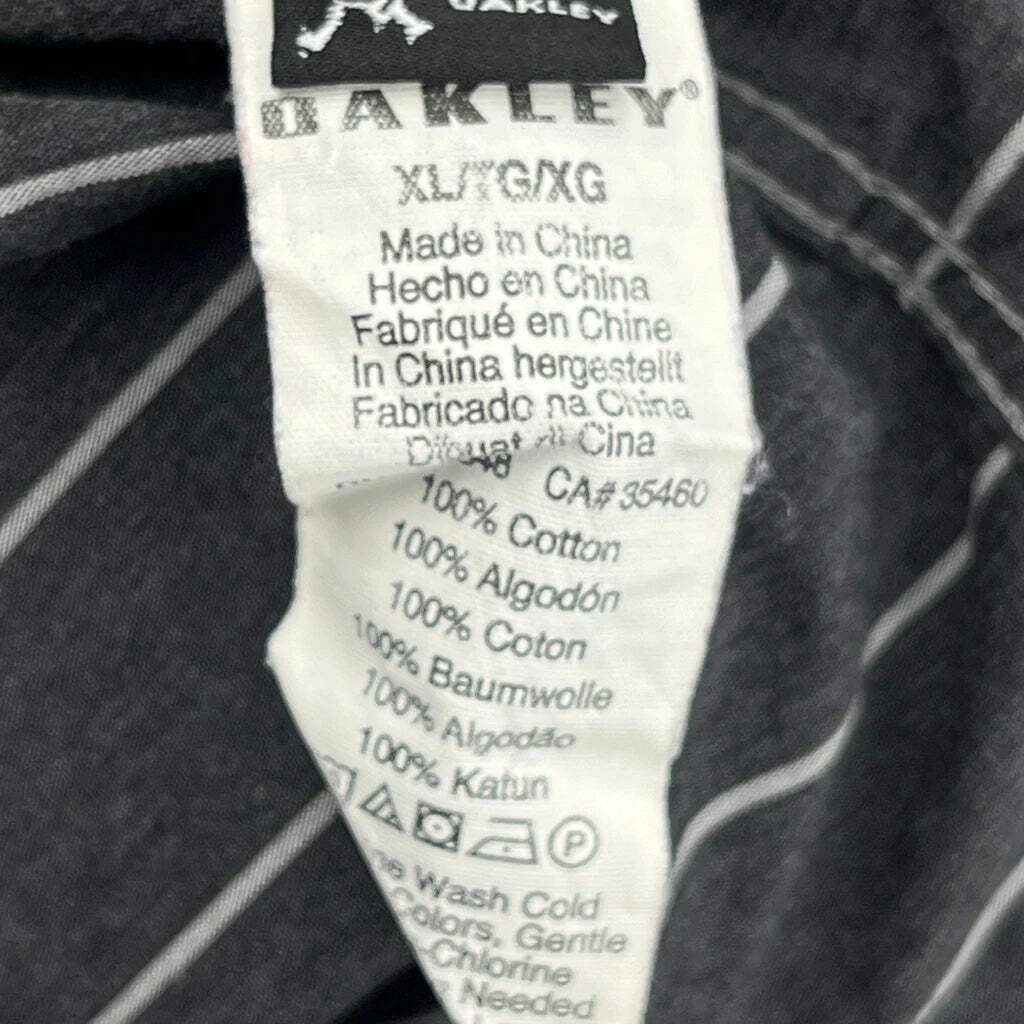 OAKLEY
OAKLEY®
XL/TG/XG
Made in China
Hecho en China
Fabriqué en Chine
In China hergestellt
Fabricado na China
Dibuat di Cina
CA# 35460
100% Cotton
100% Algodón
100% Coton
100% Baumwolle
100% Algodão
100% Katun
P
Wash Cold
Colors, Gentle
Chlorine
Needed